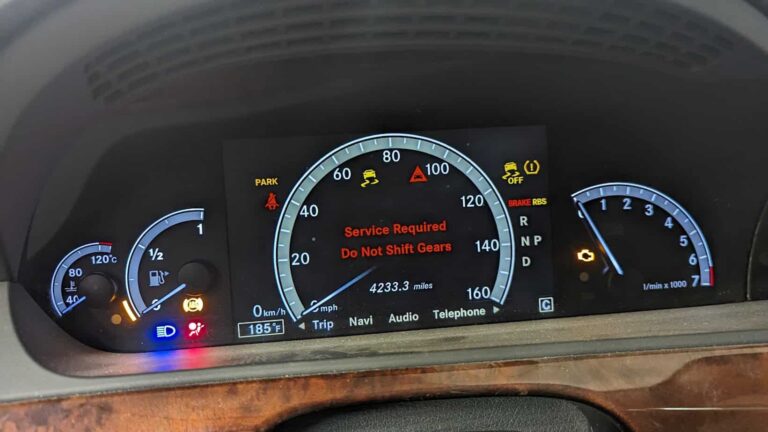 PARK
OFF
BRAKE RBS
R
N P
D
Service Required
Do Not Shift Gears
4233.3 miles
0 mph
20
40
60
80
100
120
140
160
0 km/h
185°F
Trip Navi Audio Telephone
C
120°C
80
40
1
½
0
ABS
1
2
3
4
5
6
7
1/min x 1000